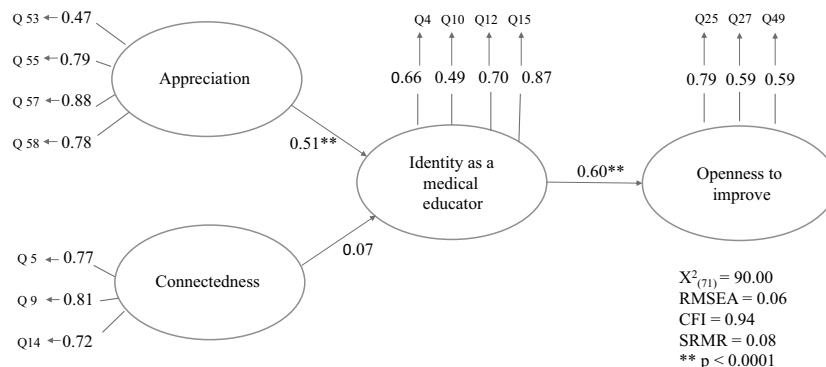 Q 53 0.47
Q 55 0.79
Q 57 0.88
Q 58 0.78
Appreciation
0.51**
Q 5 0.77
Q 9 0.81
Q14 0.72
Connectedness
0.07
Q4 Q10 Q12 Q15
0.66 0.49 0.70 0.87
Identity as a
medical
educator
0.60**
Q25 Q27 Q49
0.79 0.59 0.59
Openness to
improve
X²₍₇₁₎ = 90.00
RMSEA = 0.06
CFI = 0.94
SRMR = 0.08
** p < 0.0001